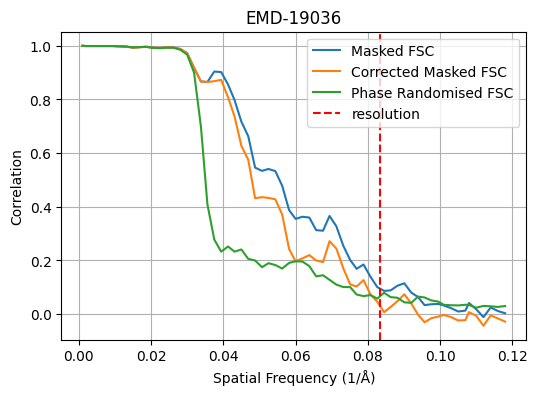 EMD-19036
Masked FSC
Corrected Masked FSC
Phase Randomised FSC
resolution
Correlation
1.0
0.8
0.6
0.4
0.2
0.0
0.00 0.02 0.04 0.06 0.08 0.10 0.12
Spatial Frequency (1/Å)